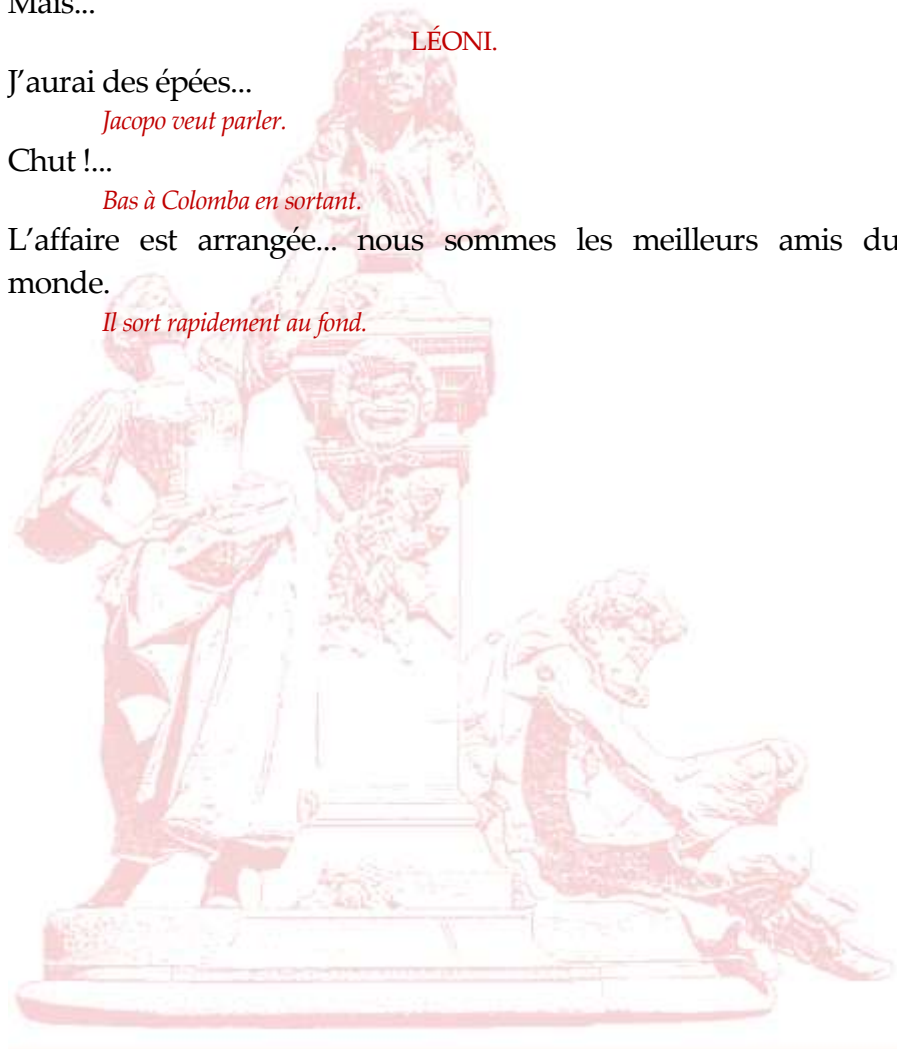 Mais...
LÉONI.
J’aurai des épées...
Jacopo veut parler.
Chut !...
Bas à Colomba en sortant.
L’affaire est arrangée... nous sommes les meilleurs amis du
monde.
Il sort rapidement au fond.